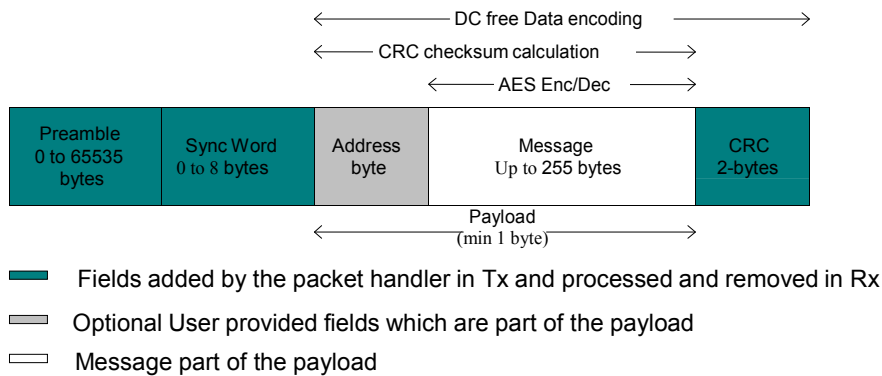 DC free Data encoding
CRC checksum calculation
AES Enc/Dec
Preamble
0 to 65535
bytes
Sync Word
0 to 8 bytes
Address
byte
Message
Up to 255 bytes
CRC
2-bytes
Payload
(min 1 byte)
Fields added by the packet handler in Tx and processed and removed in Rx
Optional User provided fields which are part of the payload
Message part of the payload